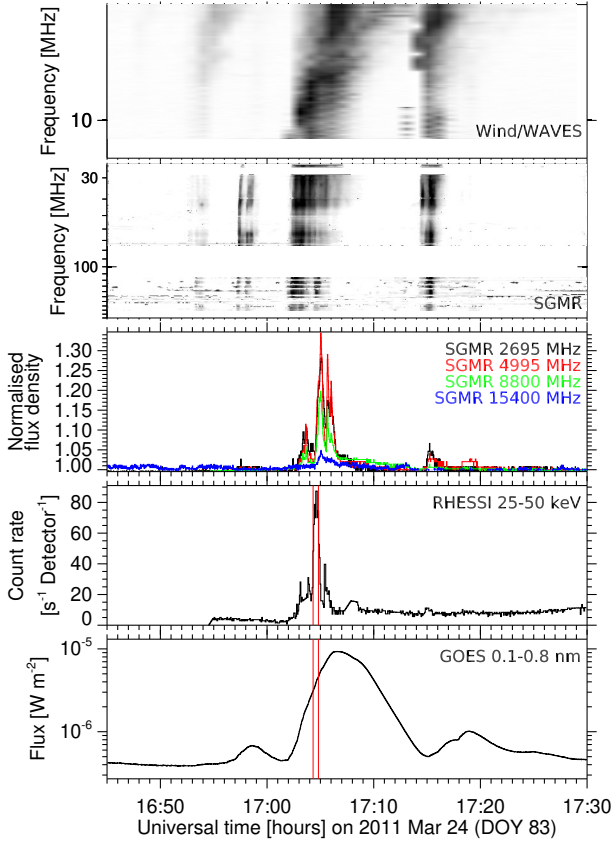 Frequency [MHz]
10
Wind/WAVES
Frequency [MHz]
30
100
SGMR
Normalised
flux density
1.30
1.25
1.20
1.15
1.10
1.05
1.00
SGMR 2695 MHz
SGMR 4995 MHz
SGMR 8800 MHz
SGMR 15400 MHz
Count rate
[s⁻¹ Detector⁻¹]
80
60
40
20
0
RHESSI 25-50 keV
Flux [W m⁻²]
10⁻⁵
10⁻⁶
GOES 0.1-0.8 nm
16:50 17:00 17:10 17:20 17:30
Universal time [hours] on 2011 Mar 24 (DOY 83)